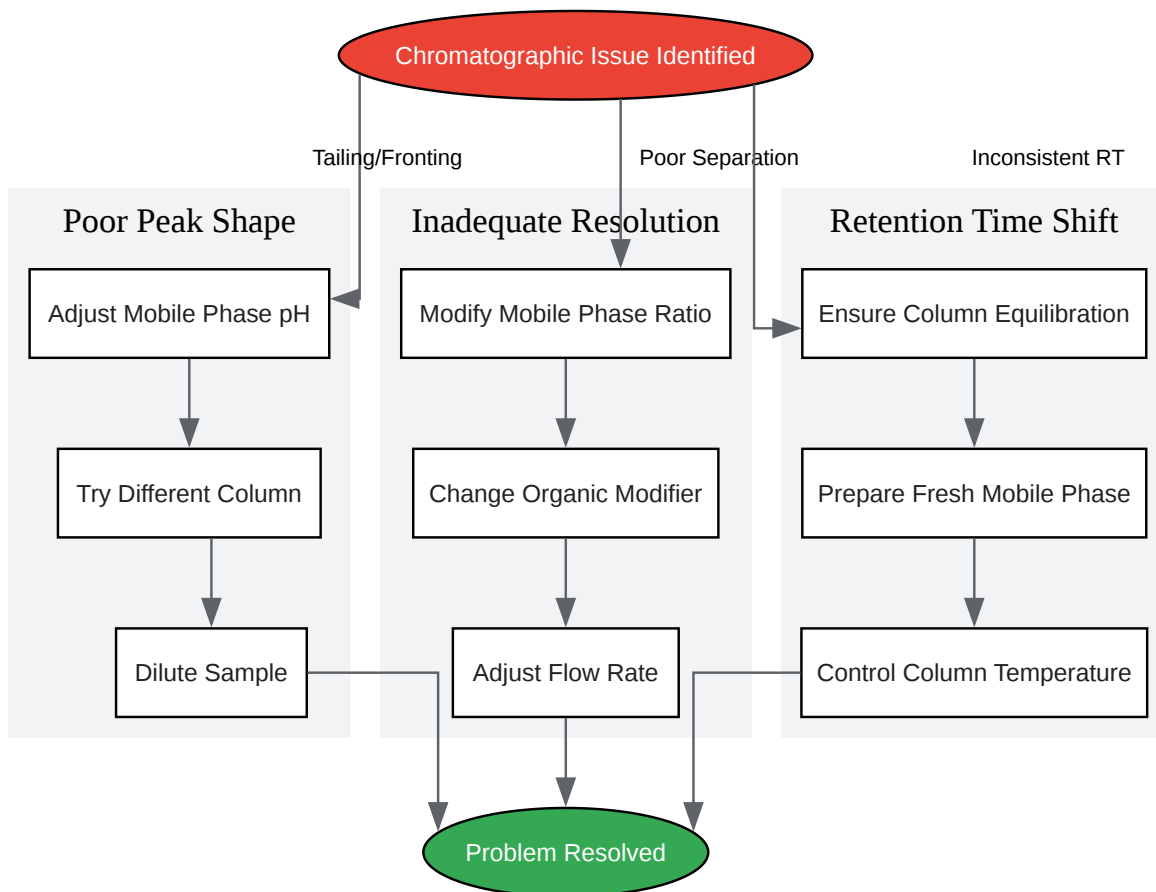 Chromatographic Issue Identified
Tailing/Fronting
Poor Separation
Inconsistent RT
Poor Peak Shape
Inadequate Resolution
Retention Time Shift
Adjust Mobile Phase pH
Modify Mobile Phase Ratio
Ensure Column Equilibration
Try Different Column
Change Organic Modifier
Prepare Fresh Mobile Phase
Dilute Sample
Adjust Flow Rate
Control Column Temperature
Problem Resolved